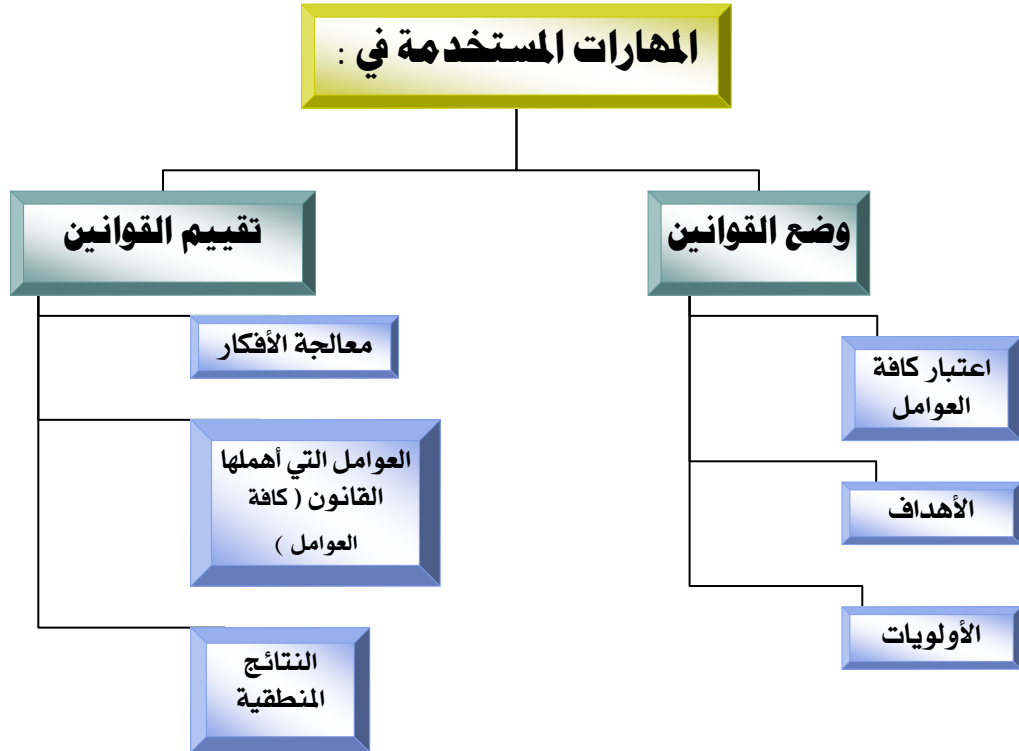 المهارات المستخدمة في :
وضع القوانين
اعتبار كافة
العوامل
الأهداف
الأولويات
تقييم القوانين
معالجة الأفكار
العوامل التي أهملها
القانون ( كافة
العوامل )
النتائج
المنطقية